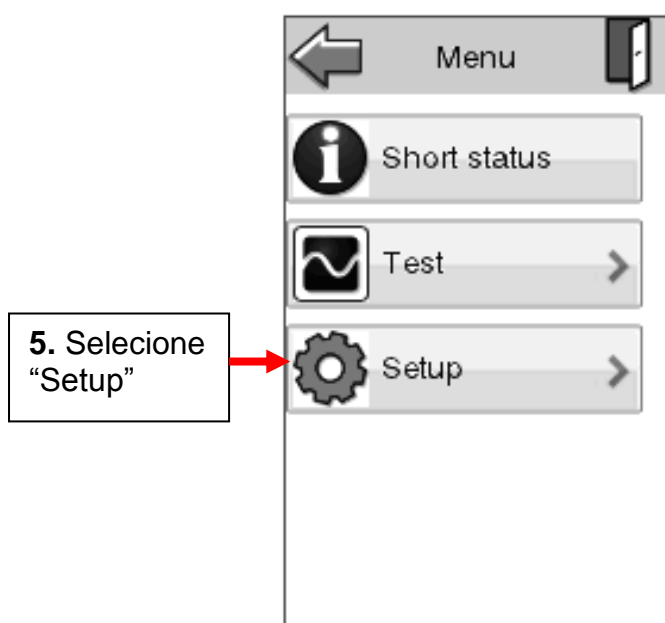 Menu
Short status
Test
5. Selecione
“Setup”
Setup